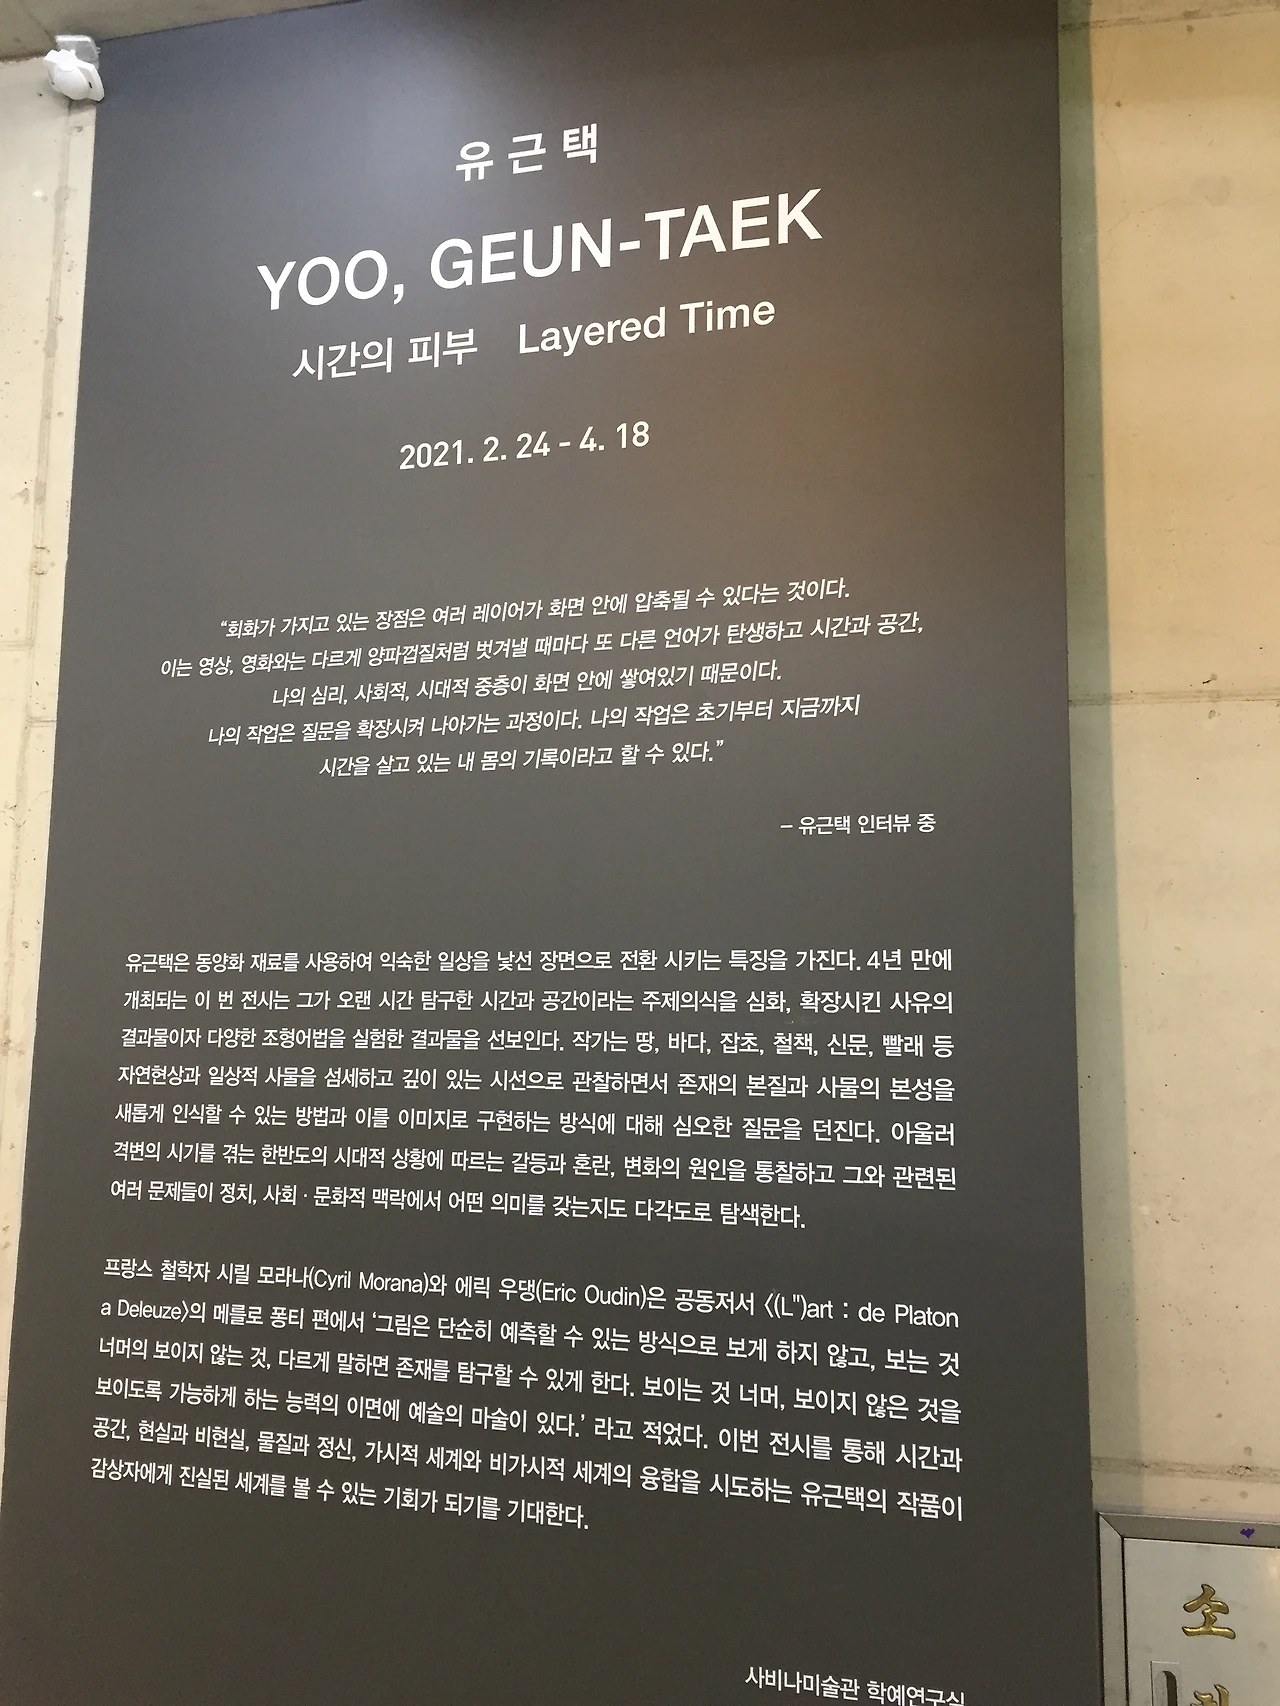 유근택
YOO, GEUN-TAEK
시간의 피부 Layered Time
2021. 2. 24 - 4. 18
“회화가 가지고 있는 장점은 여러 레이어가 화면 안에 압축될 수 있다는 것이다.
이는 영상, 영화와는 다르게 양파껍질처럼 벗겨낼 때마다 또 다른 언어가 탄생하고 시간과 공간,
나의 심리, 사회적, 시대적 중층이 화면 안에 쌓여있기 때문이다.
나의 작업은 질문을 확장시켜 나아가는 과정이다. 나의 작업은 초기부터 지금까지
시간을 살고 있는 내 몸의 기록이라고 할 수 있다.”
– 유근택 인터뷰 중
유근택은 동양화 재료를 사용하여 익숙한 일상을 낯선 장면으로 전환 시키는 특징을 가진다. 4년 만에
개최되는 이 번 전시는 그가 오랜 시간 탐구한 시간과 공간이라는 주제의식을 심화, 확장시킨 사유의
결과물이자 다양한 조형어법을 실험한 결과물을 선보인다. 작가는 땅, 바다, 잡초, 철책, 신문, 빨래 등
자연현상과 일상적 사물을 섬세하고 깊이 있는 시선으로 관찰하면서 존재의 본질과 사물의 본성을
새롭게 인식할 수 있는 방법과 이를 이미지로 구현하는 방식에 대해 심오한 질문을 던진다. 아울러
격변의 시기를 겪는 한반도의 시대적 상황에 따르는 갈등과 혼란, 변화의 원인을 통찰하고 그와 관련된
여러 문제들이 정치, 사회 · 문화적 맥락에서 어떤 의미를 갖는지도 다각도로 탐색한다.
프랑스 철학자 시릴 모라나(Cyril Morana)와 에릭 우댕(Eric Oudin)은 공동저서 〈(L")art : de Platon
a Deleuze〉의 메를로 퐁티 편에서 ‘그림은 단순히 예측할 수 있는 방식으로 보게 하지 않고, 보는 것
너머의 보이지 않는 것, 다르게 말하면 존재를 탐구할 수 있게 한다. 보이는 것 너머, 보이지 않은 것을
보이도록 가능하게 하는 능력의 이면에 예술의 마술이 있다.’ 라고 적었다. 이번 전시를 통해 시간과
공간, 현실과 비현실, 물질과 정신, 가시적 세계와 비가시적 세계의 융합을 시도하는 유근택의 작품이
감상자에게 진실된 세계를 볼 수 있는 기회가 되기를 기대한다.
사비나미술관 학예연구실
소